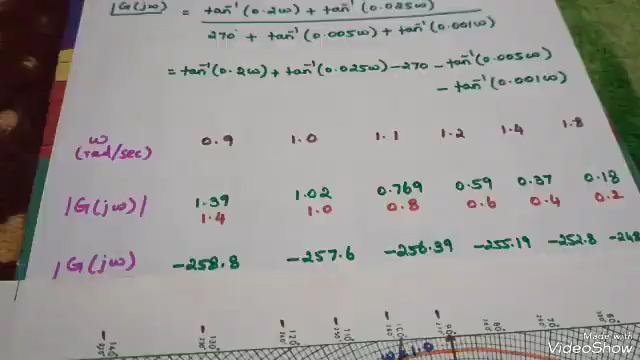 ∠G(jω) = tan⁻¹(0.2ω) + tan⁻¹(0.025ω)
270° + tan⁻¹(0.005ω) + tan⁻¹(0.001ω)
= tan⁻¹(0.2ω) + tan⁻¹(0.025ω) - 270 - tan⁻¹(0.005ω)
- tan⁻¹(0.001ω)
ω 0.9 1.0 1.1 1.2 1.4 1.8
(rad/sec)
|G(jω)| 1.39 1.02 0.769 0.59 0.37 0.18
1.4 1.0 0.8 0.6 0.4 0.2
∠G(jω) -258.8 -257.6 -256.39 -255.19 -252.8 -248
Made with
VideoShow